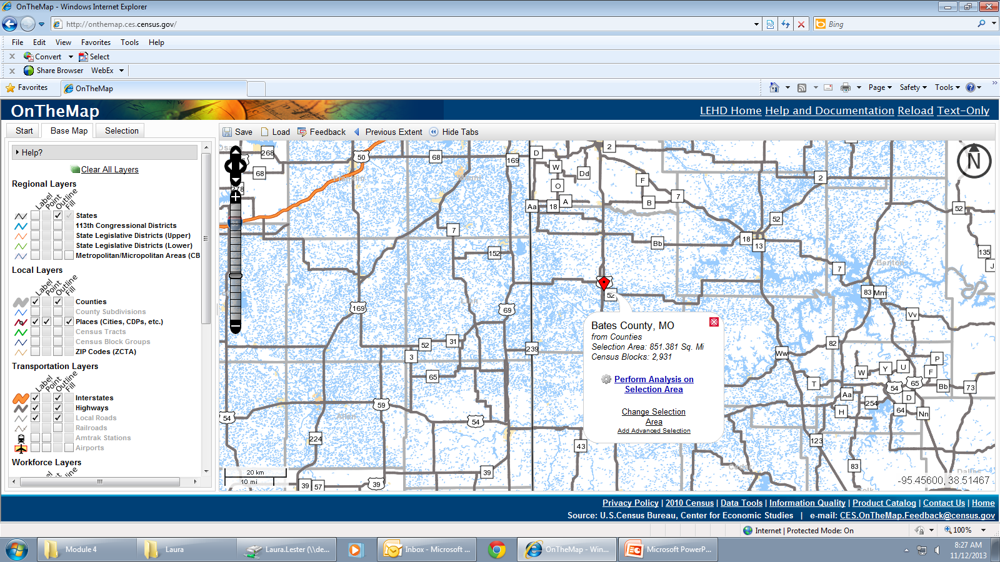 OnTheMap - Windows Internet Explorer
http://onthemap.ces.census.gov/
Bing
File Edit View Favorites Tools Help
Convert Select
Share Browser WebEx
Favorites OnTheMap
Page Safety Tools
OnTheMap
LEHD Home Help and Documentation Reload Text-Only
Start Base Map Selection
Save Load Feedback Previous Extent Hide Tabs
Help?
Clear All Layers
Regional Layers
Label Point Outline Fill
States
113th Congressional Districts
State Legislative Districts (Upper)
State Legislative Districts (Lower)
Metropolitan/Micropolitan Areas (CB
Local Layers
Label Point Outline Fill
Counties
County Subdivisions
Places (Cities, CDPs, etc.)
Census Tracts
Census Block Groups
ZIP Codes (ZCTA)
Transportation Layers
Label Point Outline Fill
Interstates
Highways
Local Roads
Railroads
Amtrak Stations
Airports
Workforce Layers
268 50 68 169 D 2
68 W Dd
278 O F 2
Aa 18 A B 7 52
7 Bb 52
152 18 13 135
7 Benton J
52 83 Mm
169 69 Vv
52 31 239 82
3 Ww P
65 W Y U F
T 54 65 Bb 73
59 Aa D
54 54 H 254 64 Nn
224 43 123
39 83
39 57 39
N
Bates County, MO
from Counties
Selection Area: 851.381 Sq. Mi
Census Blocks: 2,931
Perform Analysis on
Selection Area
Change Selection
Area
Add Advanced Selection
20 km
10 mi
-95.45600, 38.51467
Privacy Policy | 2010 Census | Data Tools | Information Quality | Product Catalog | Contact Us | Home
Source: U.S.Census Bureau, Center for Economic Studies | e-mail: CES.OnTheMap.Feedback@census.gov
Internet | Protected Mode: On
100%
Module 4 Laura Laura.Lester (\\de... Inbox - Microsoft ... OnTheMap - Win... Microsoft PowerP...
8:27 AM
11/12/2013